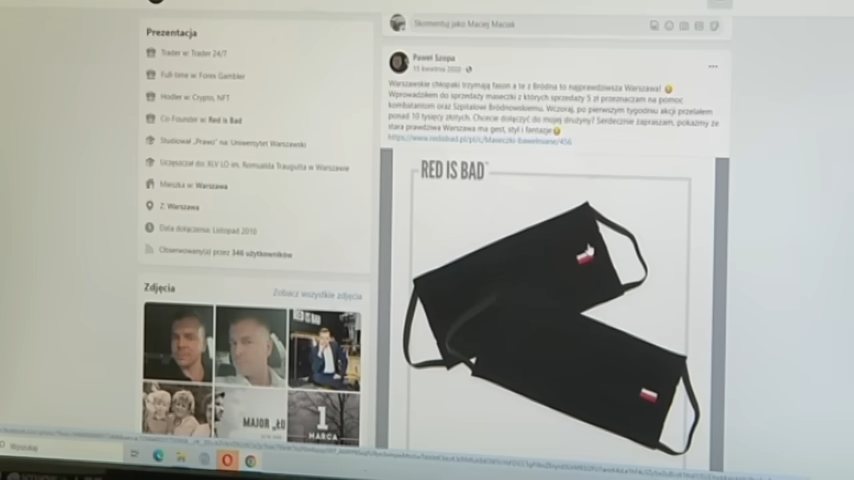 Prezentacja
Trader w: Trader 24/7
Full-time w: Forex Gambler
Hodler w: Crypto, NFT
Co-Founder w: Red is Bad
Studiował „Prawo” na: Uniwersytet Warszawski
Uczęszczał do: XLV LO im. Romualda Traugutta w Warszawie
Mieszka w: Warszawa
Z: Warszawa
Data dołączenia: Listopad 2010
Obserwowany(a) przez 346 użytkowników
Zdjęcia
Zobacz wszystkie zdjęcia
RED IS BAD
MAJOR „ŁU
1
MARCA
Skomentuj jako Maciej Maciak
Paweł Szopa
11 kwietnia 2020
Warszawskie chłopaki trzymają fason a te z Bródna to najprawdziwsza Warszawa!
Wprowadziłem do sprzedaży maseczki z których sprzedaży 5 zł przeznaczam na pomoc
kombatantom oraz Szpitalowi Bródnowskiemu. Wczoraj, po pierwszym tygodniu akcji przelałem
ponad 10 tysięcy złotych. Chcecie dołączyć do mojej drużyny? Serdecznie zapraszam, pokażmy że
stara prawdziwa Warszawa ma gest, styl i fantazję
https://www.redisbad.pl/pl/c/Maseczki-bawelniane/456
RED IS BAD™
Wyszukaj